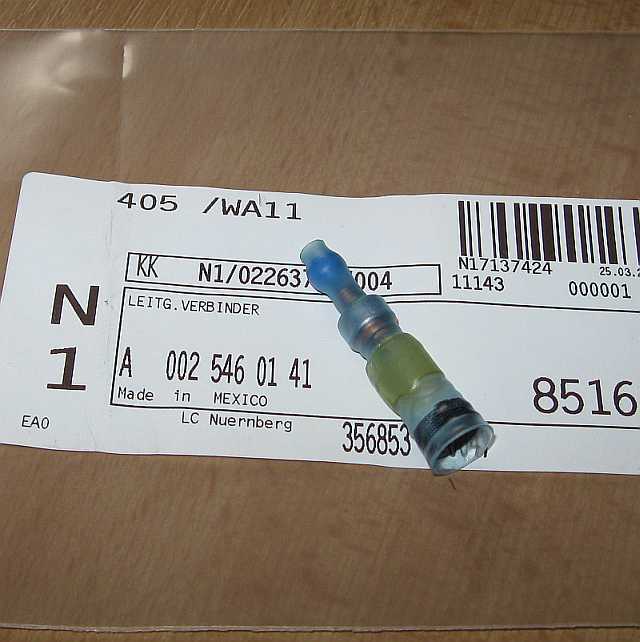 405 /WA11
N17137424
25.03.2
11143
000001
KK N1/022637 004
LEITG.VERBINDER
N
1
A 002 546 01 41
8516
Made in MEXICO
EA0
LC Nuernberg
356853